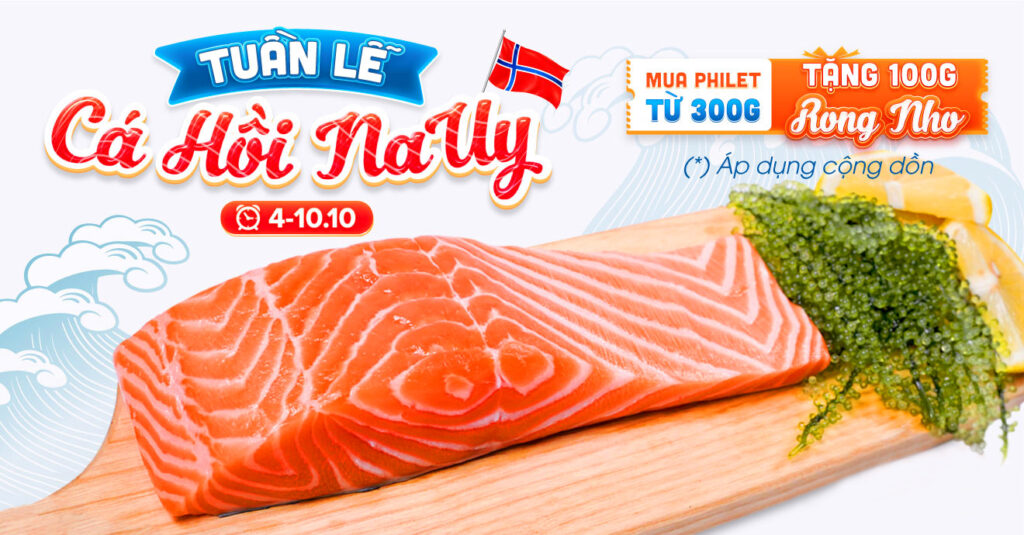 TUẦN LỄ
Cá Hồi NaUy
4-10.10
MUA PHILET
TỪ 300G
TẶNG 100G
Rong Nho
(*) Áp dụng cộng dồn